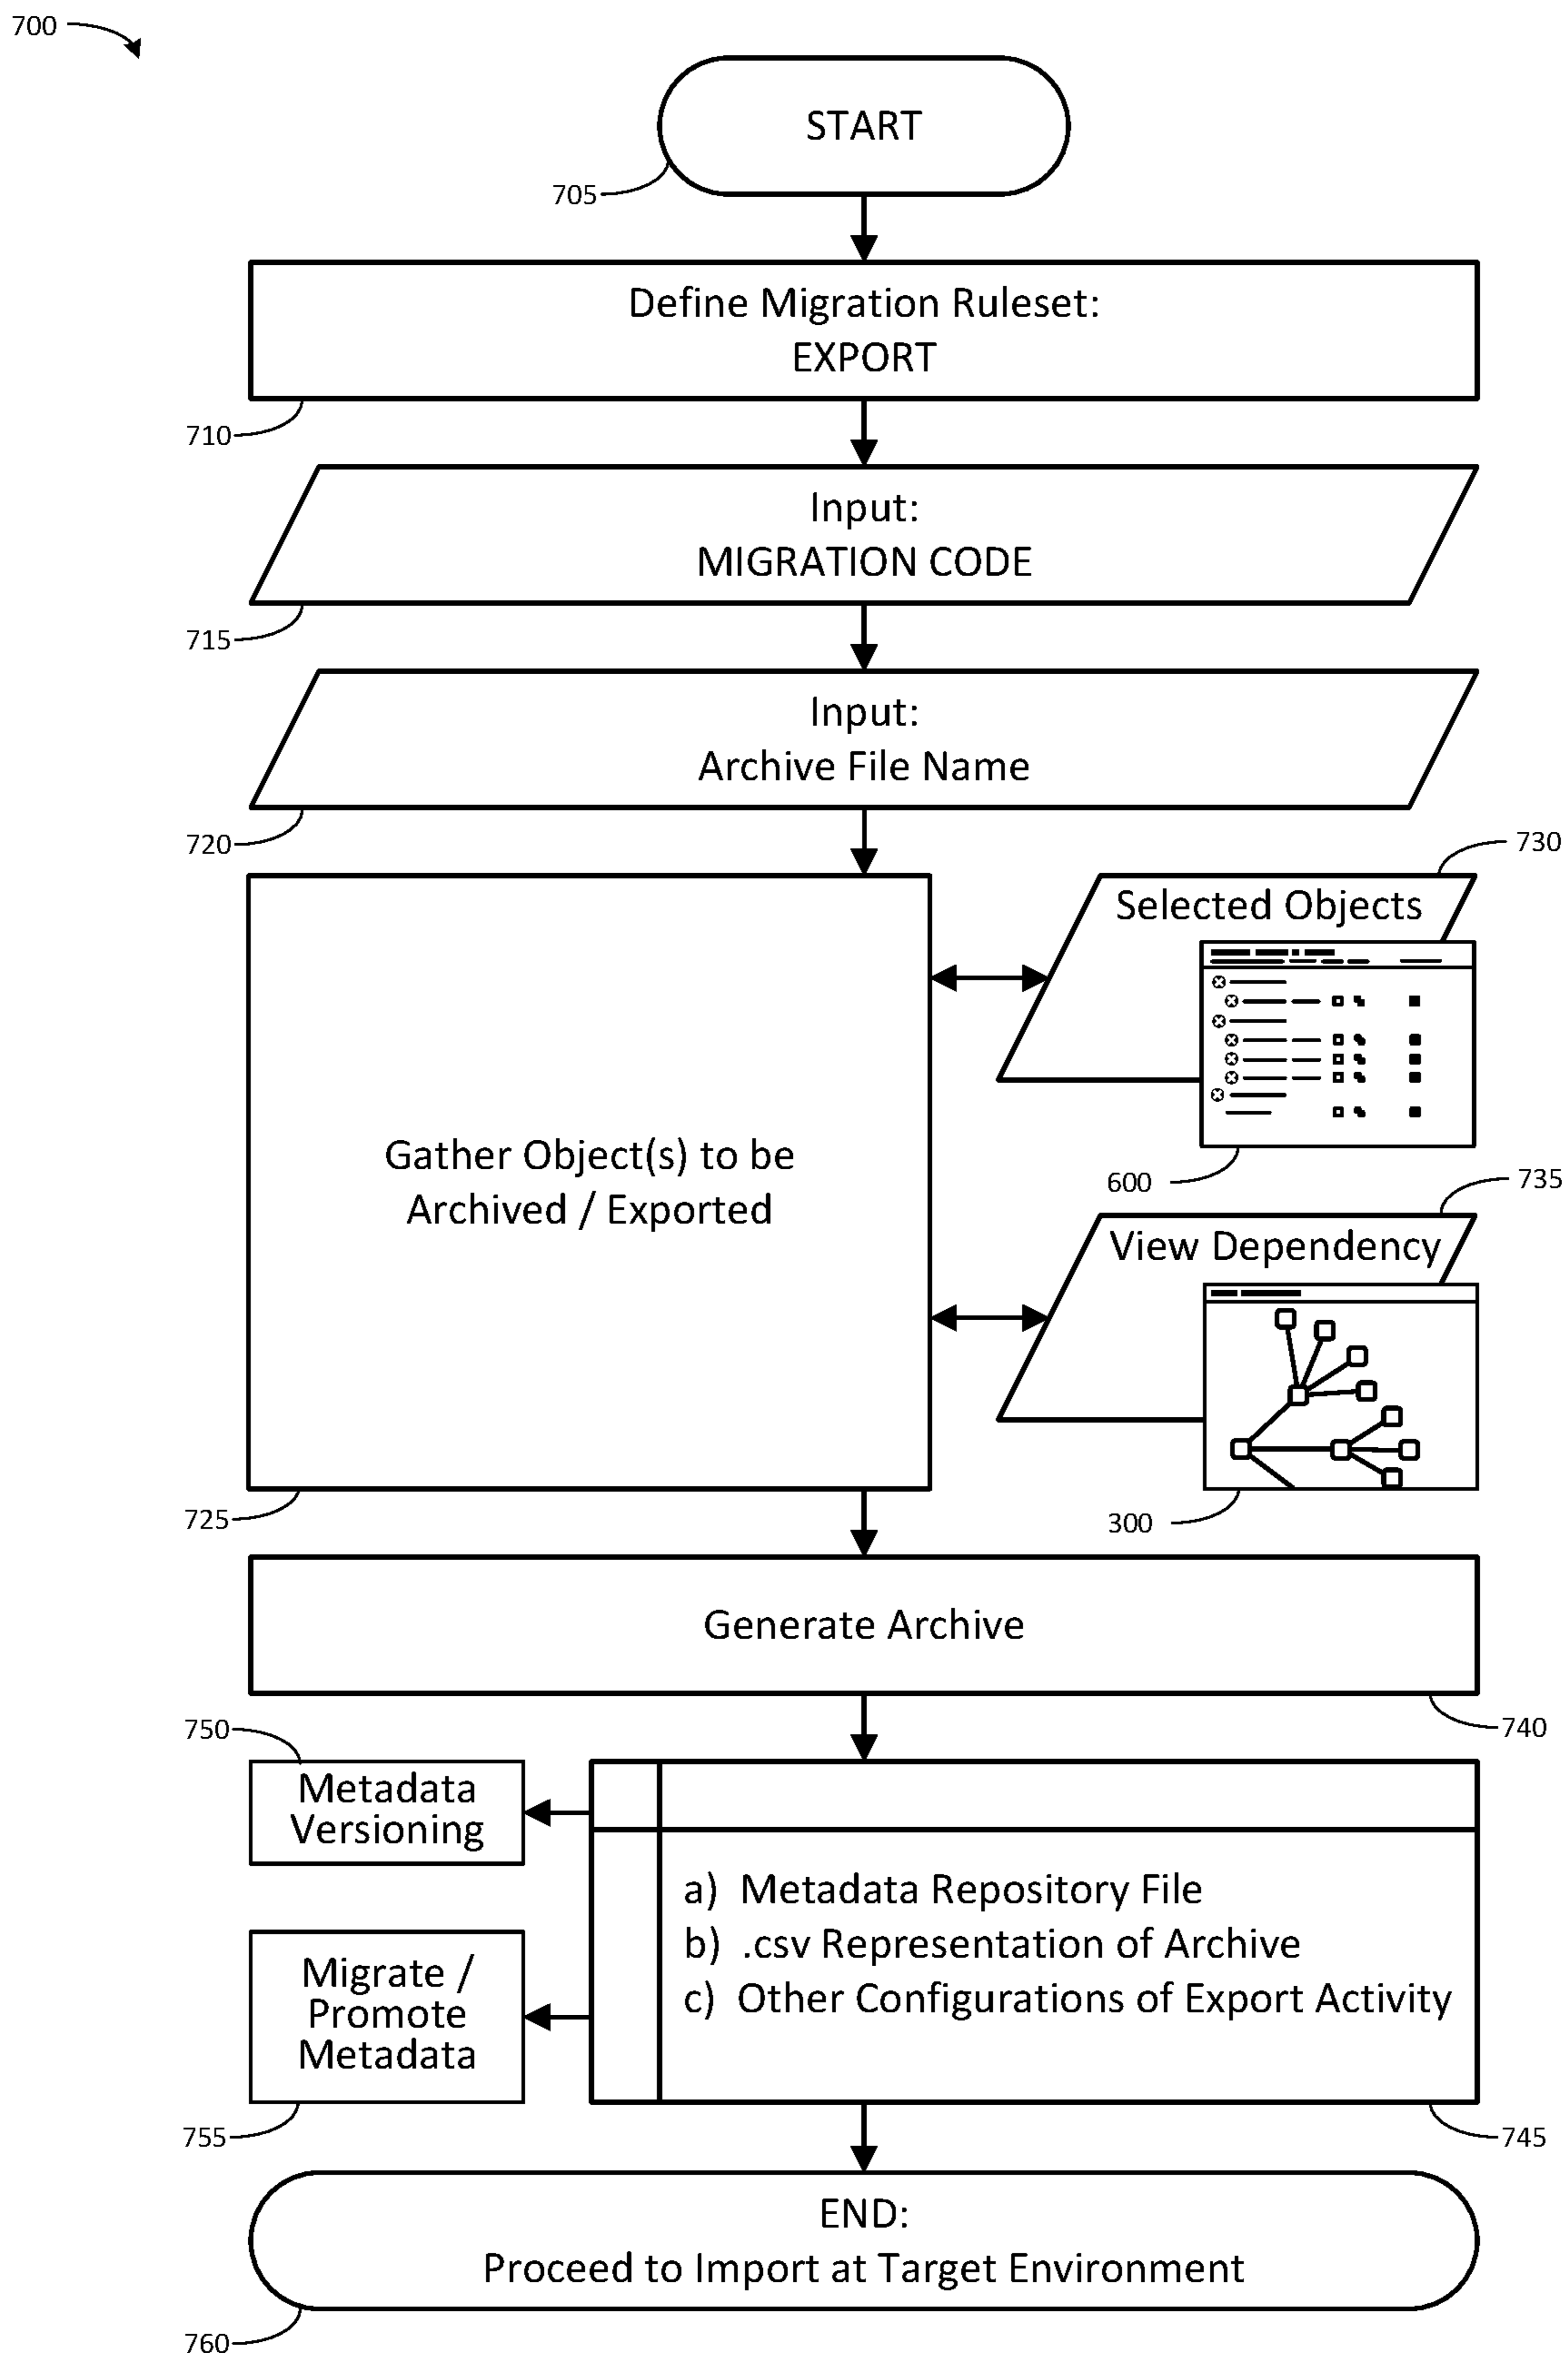 700
START
705
Define Migration Ruleset:
EXPORT
710
Input:
MIGRATION CODE
715
Input:
Archive File Name
720
730
Selected Objects
Gather Object(s) to be
Archived / Exported
600
735
View Dependency
725
300
Generate Archive
740
750
Metadata
Versioning
a) Metadata Repository File
b) .csv Representation of Archive
c) Other Configurations of Export Activity
Migrate /
Promote
Metadata
755
745
END:
Proceed to Import at Target Environment
760